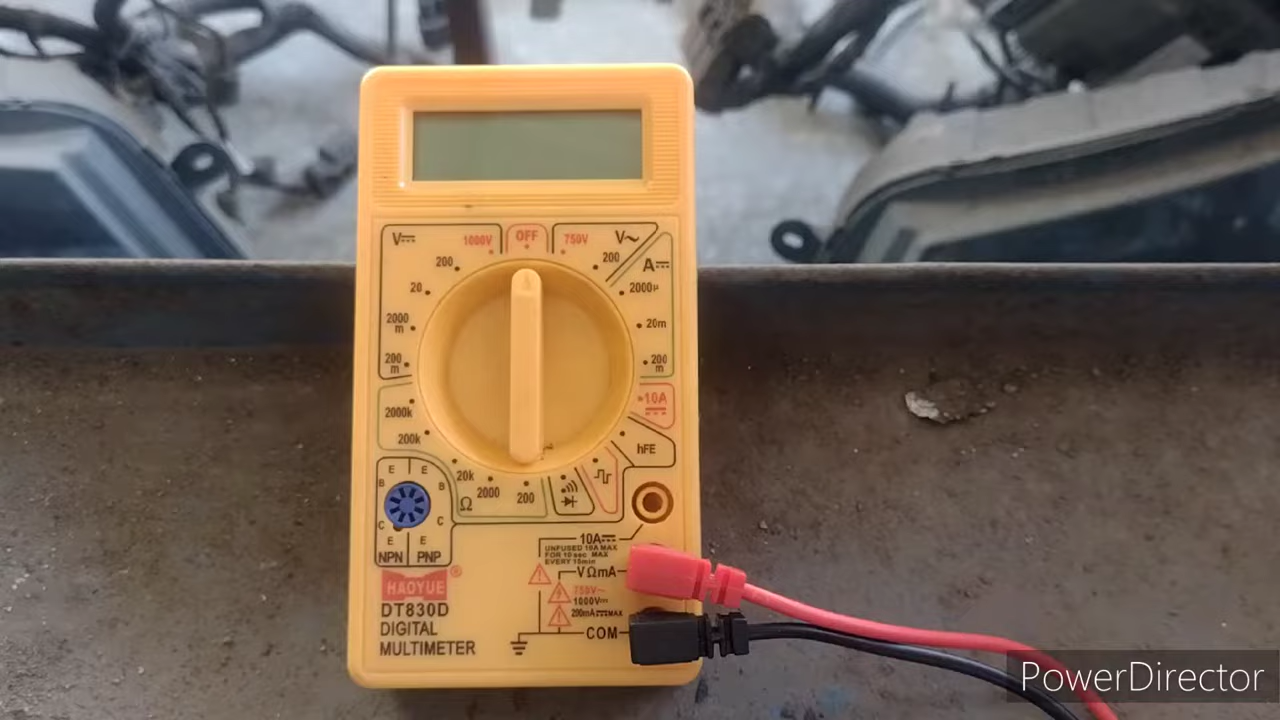 V⎓ 1000V OFF 750V V~
200 200 A⎓
20 2000µ
2000
m 20m
200
m 200
m
2000k 10A
200k hFE
20k
2000 200
Ω
E E
B B
C C
E E
NPN PNP
10A⎓
UNFUSED 10A MAX
FOR 10 sec MAX
EVERY 15min
VΩmA
750V~
1000V⎓
200mA⎓MAX
COM
HAOYUE®
DT830D
DIGITAL
MULTIMETER
PowerDirector